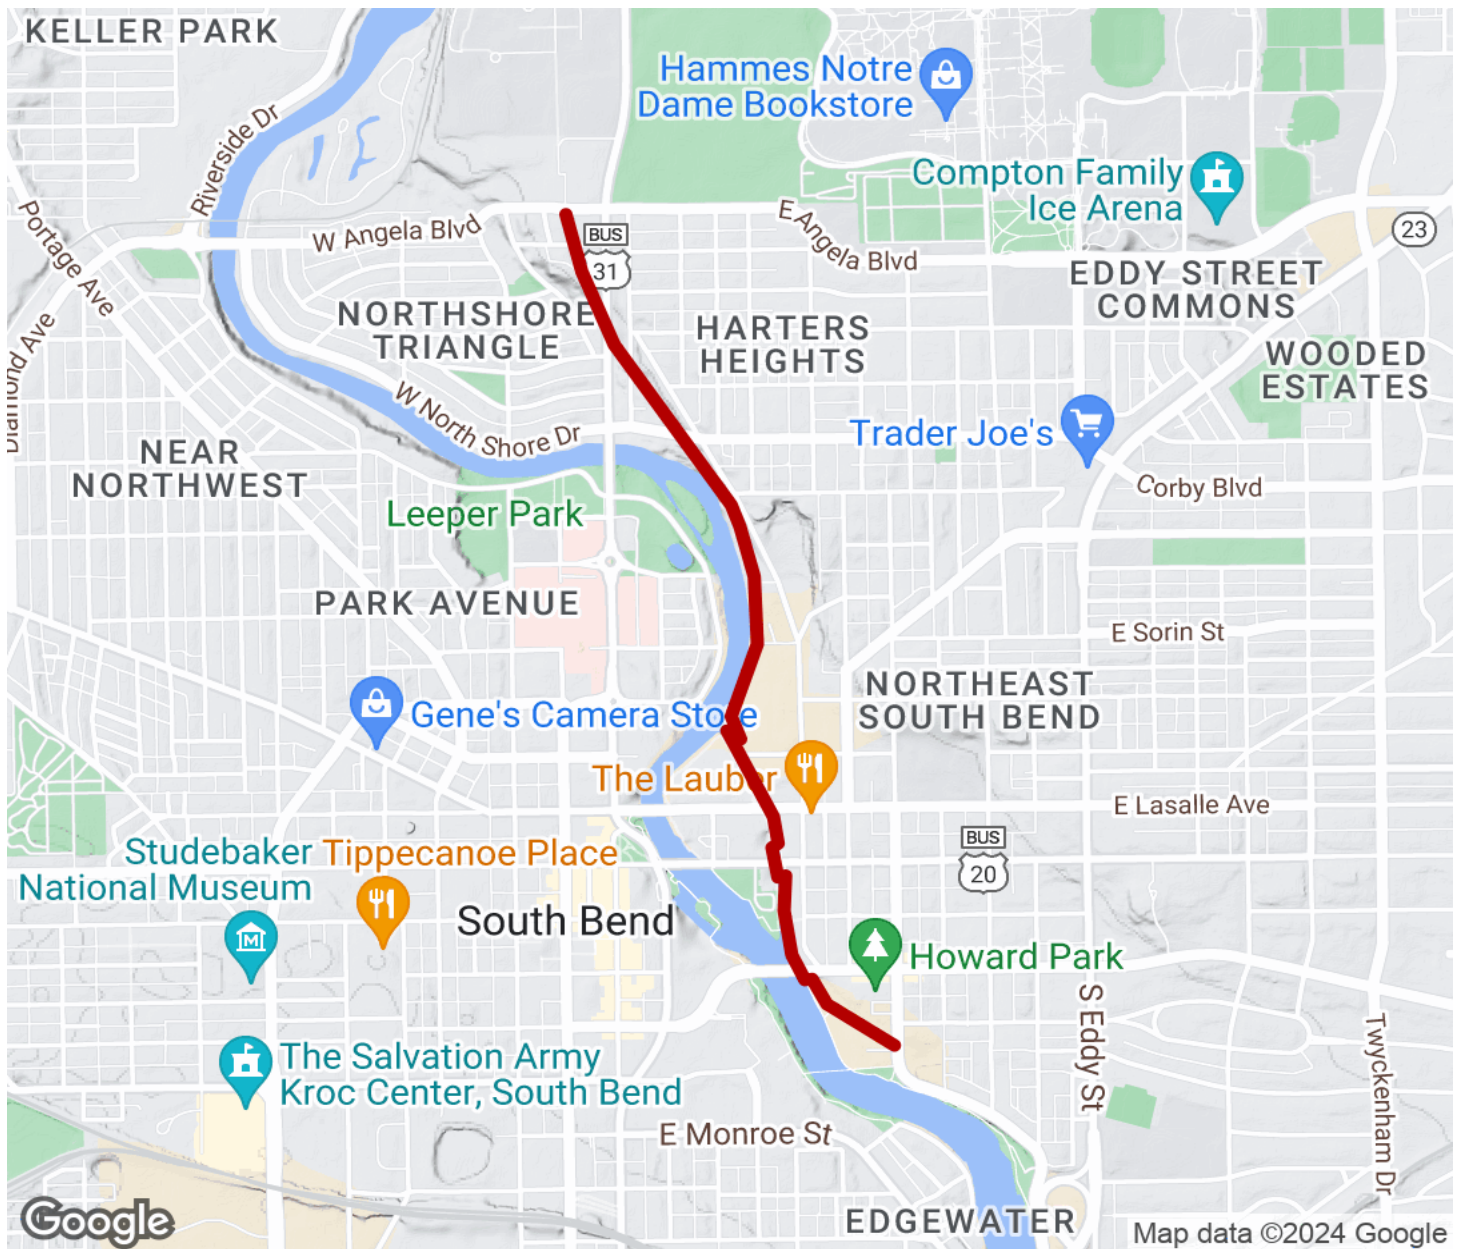 KELLER PARK
Hammes Notre
Dame Bookstore
Riverside Dr
Compton Family
Ice Arena
Portage Ave
W Angela Blvd
E Angela Blvd
BUS
31
23
EDDY STREET
COMMONS
NORTHSHORE
TRIANGLE
HARTERS
HEIGHTS
WOODED
ESTATES
Diamond Ave
W North Shore Dr
Trader Joe's
NEAR
NORTHWEST
Corby Blvd
Leeper Park
PARK AVENUE
E Sorin St
NORTHEAST
SOUTH BEND
Gene's Camera Store
The Lauber
E Lasalle Ave
BUS
20
Studebaker
National Museum
Tippecanoe Place
South Bend
Howard Park
S Eddy St
Twyckenham Dr
The Salvation Army
Kroc Center, South Bend
E Monroe St
EDGEWATER
Google
Map data ©2024 Google